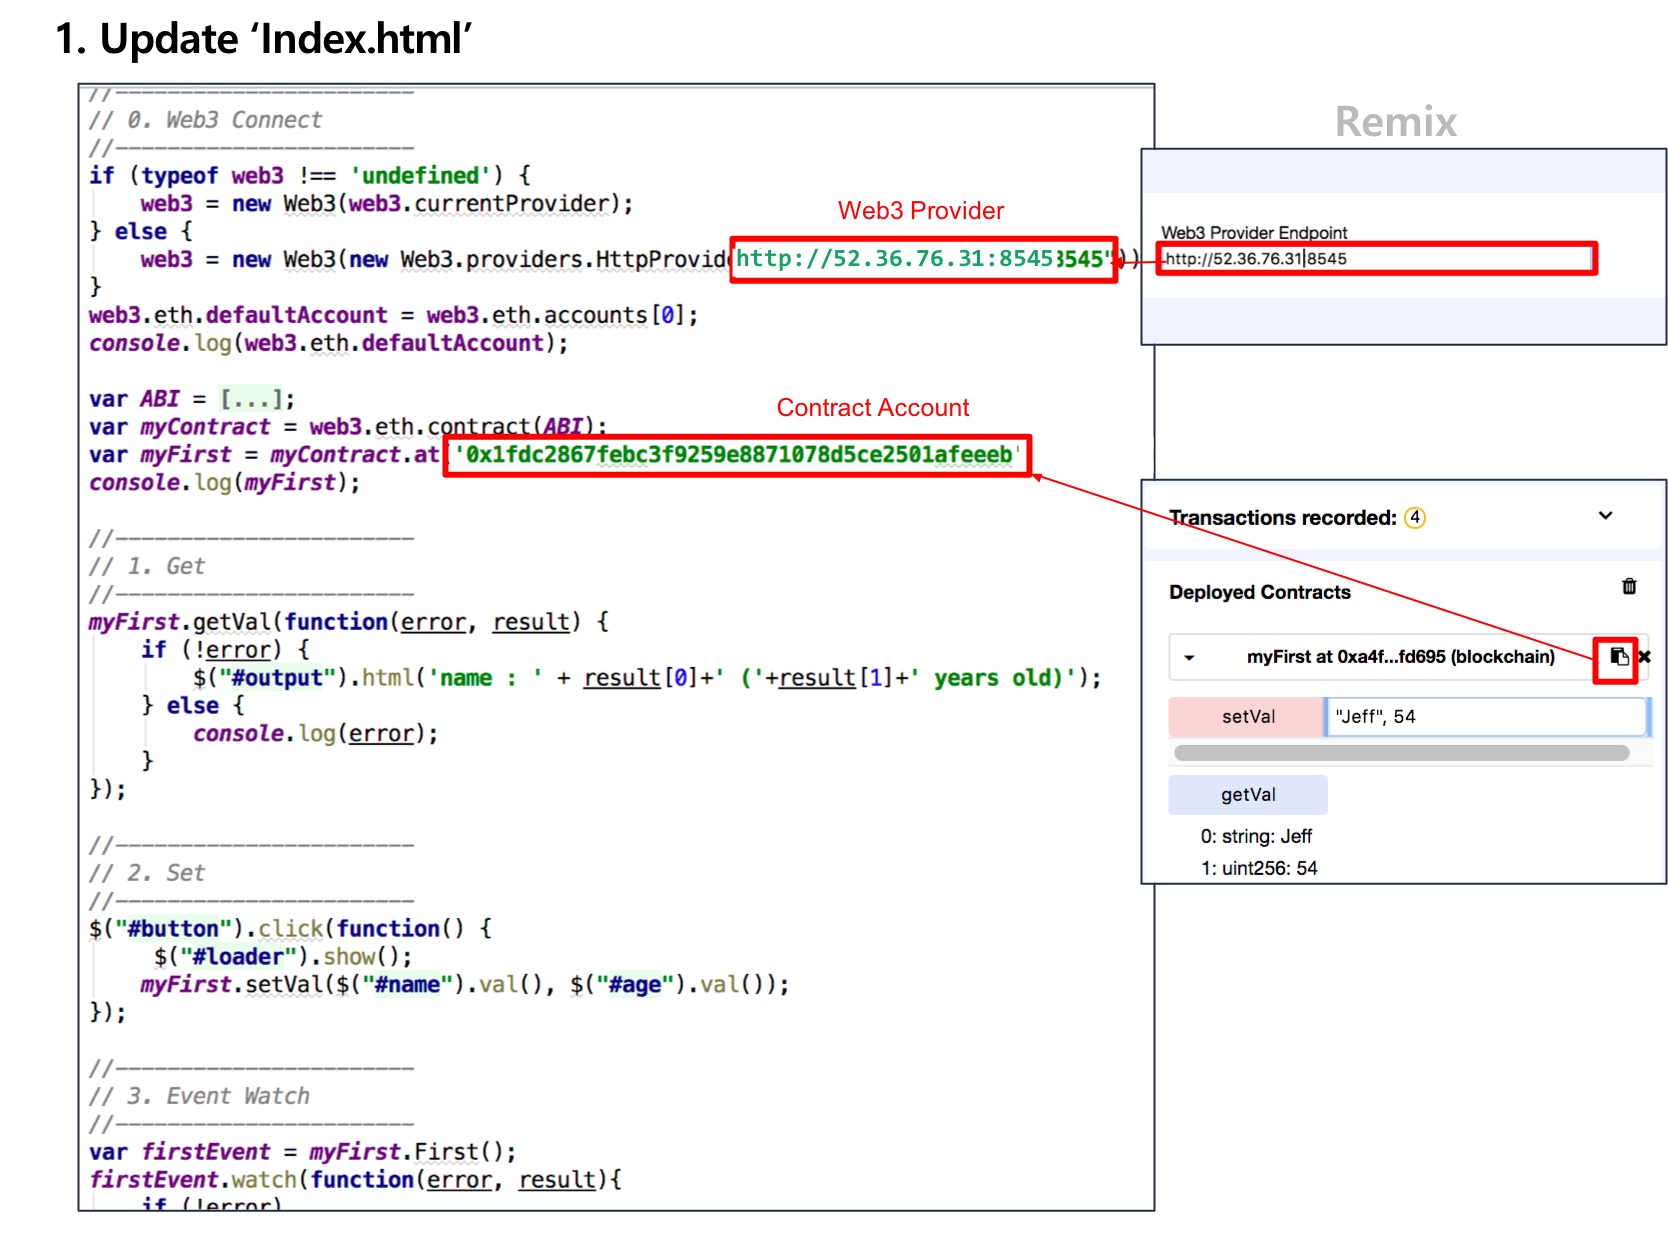 1. Update ‘Index.html’
//-----------------------
// 0. Web3 Connect
//-----------------------
if (typeof web3 !== 'undefined') {
web3 = new Web3(web3.currentProvider);
} else {
web3 = new Web3(new Web3.providers.HttpProvid http://52.36.76.31:8545 8545"))
}
web3.eth.defaultAccount = web3.eth.accounts[0];
console.log(web3.eth.defaultAccount);
var ABI = [...];
var myContract = web3.eth.contract(ABI);
var myFirst = myContract.at '0x1fdc2867febc3f9259e8871078d5ce2501afeeeb'
console.log(myFirst);
//-----------------------
// 1. Get
//-----------------------
myFirst.getVal(function(error, result) {
if (!error) {
$("#output").html('name : ' + result[0]+' ('+result[1]+' years old)');
} else {
console.log(error);
}
});
//-----------------------
// 2. Set
//-----------------------
$("#button").click(function() {
$("#loader").show();
myFirst.setVal($("#name").val(), $("#age").val());
});
//-----------------------
// 3. Event Watch
//-----------------------
var firstEvent = myFirst.First();
firstEvent.watch(function(error, result){
if (!error)
Web3 Provider
Contract Account
Remix
Web3 Provider Endpoint
http://52.36.76.31:8545
Transactions recorded: 4
Deployed Contracts
myFirst at 0xa4f...fd695 (blockchain)
setVal "Jeff", 54
getVal
0: string: Jeff
1: uint256: 54